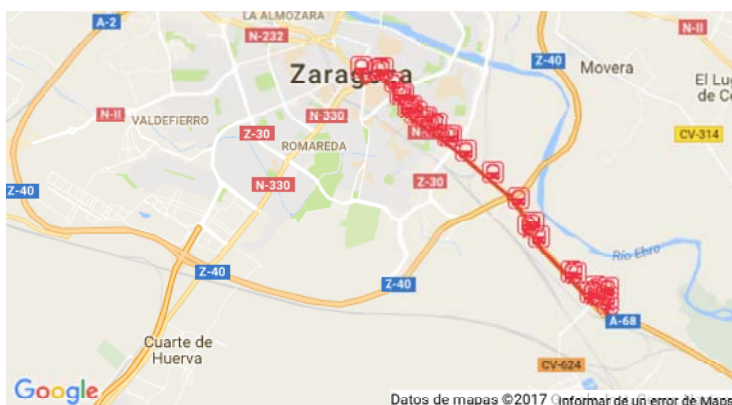 LA ALMOZARA
A-2
N-232
N-II
Z-40
Movera
Zaragoza
El Lug
de Co
N-II
N-330
VALDEFIERRO
Z-30
CV-314
ROMAREDA
N-330
Z-30
Z-40
Río Ebro
Z-40
Z-40
A-68
Cuarte de
Huerva
CV-624
Google
Datos de mapas ©2017
Informar de un error de Maps